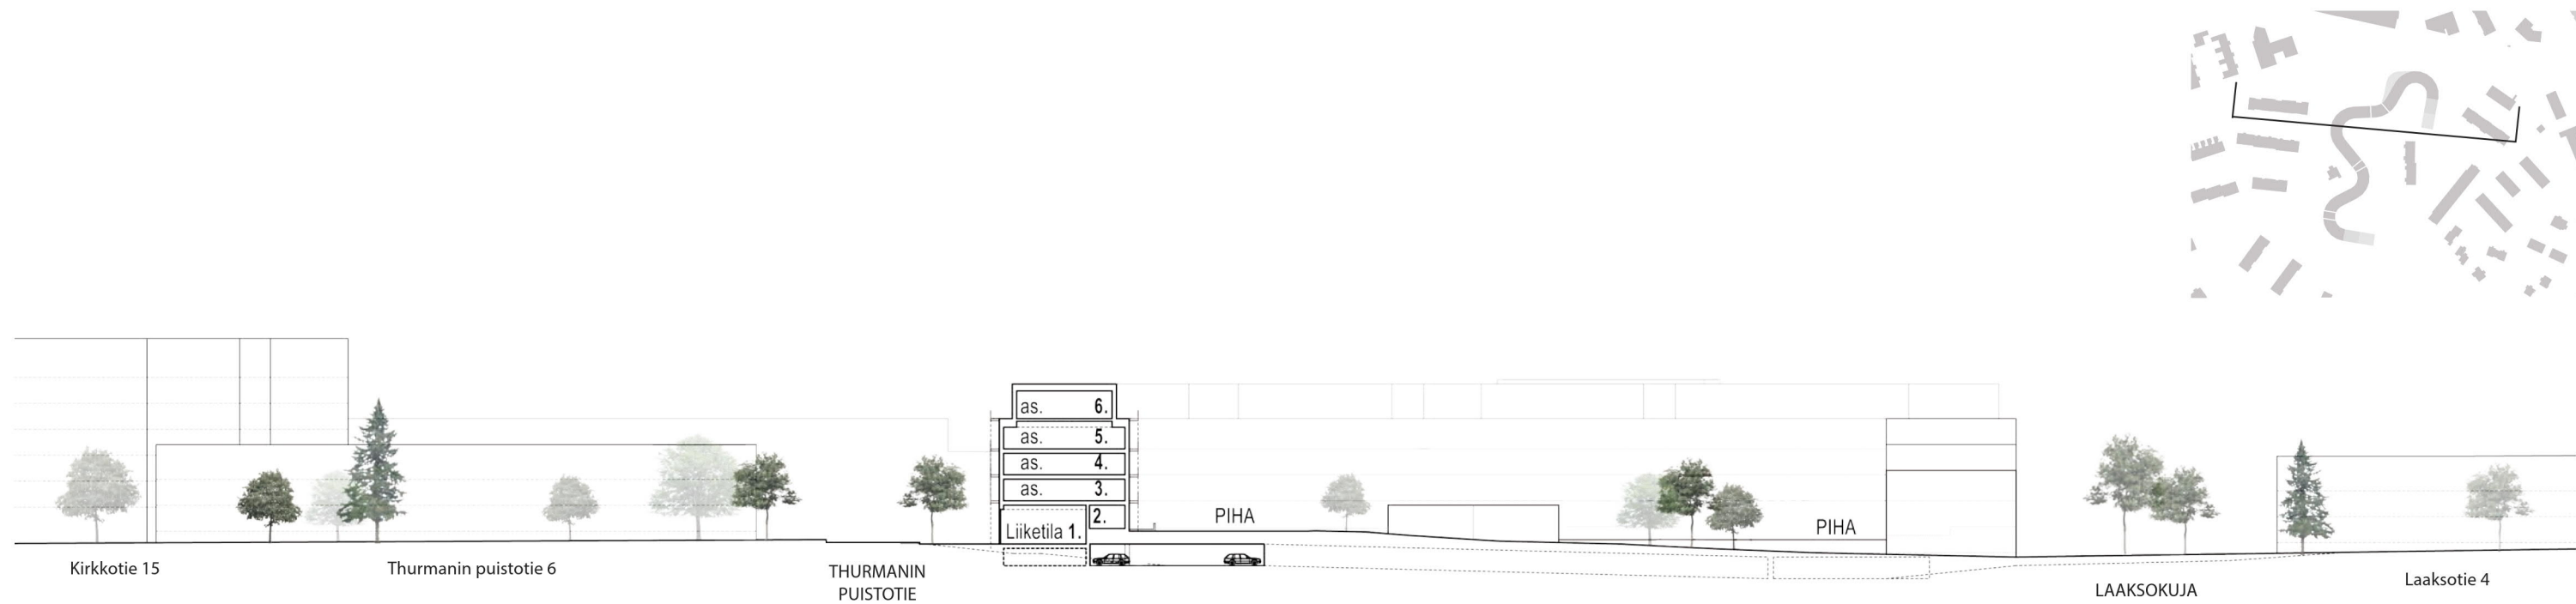 as. 6.
as. 5.
as. 4.
as. 3.
2.
Liiketila 1.
PIHA
PIHA
Kirkkotie 15
Thurmanin puistotie 6
THURMANIN
PUISTOTIE
LAAKSOKUJA
Laaksotie 4